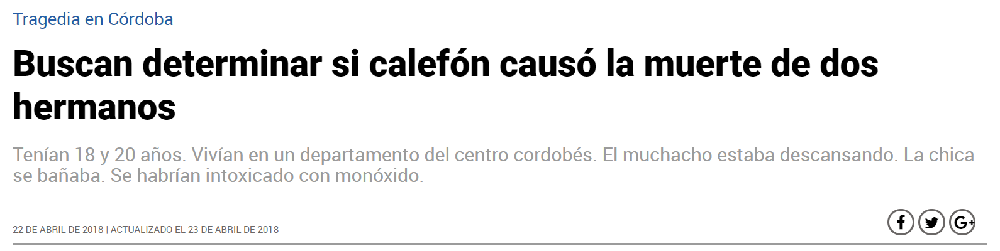 Tragedia en Córdoba
Buscan determinar si calefón causó la muerte de dos
hermanos
Tenían 18 y 20 años. Vivían en un departamento del centro cordobés. El muchacho estaba descansando. La chica
se bañaba. Se habrían intoxicado con monóxido.
22 DE ABRIL DE 2018 | ACTUALIZADO EL 23 DE ABRIL DE 2018